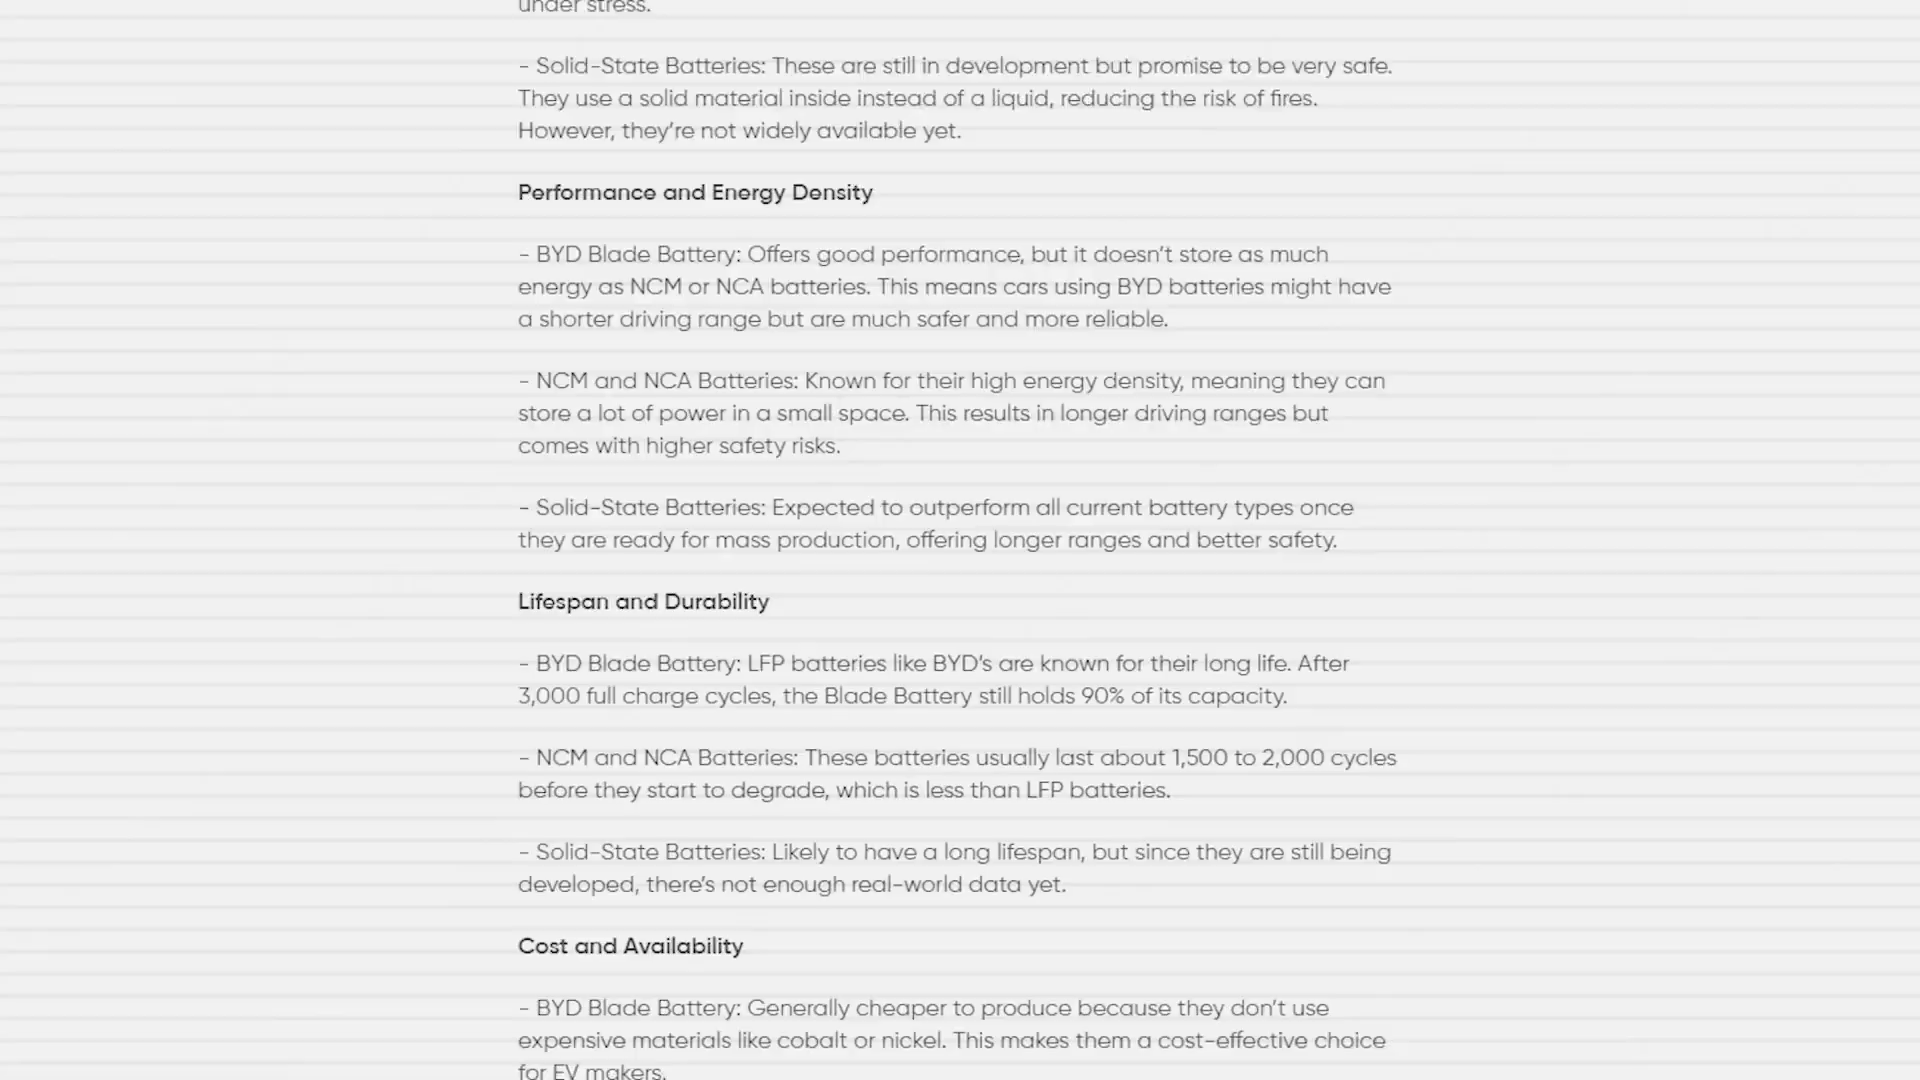 under stress.
- Solid-State Batteries: These are still in development but promise to be very safe.
They use a solid material inside instead of a liquid, reducing the risk of fires.
However, they're not widely available yet.
Performance and Energy Density
- BYD Blade Battery: Offers good performance, but it doesn't store as much
energy as NCM or NCA batteries. This means cars using BYD batteries might have
a shorter driving range but are much safer and more reliable.
- NCM and NCA Batteries: Known for their high energy density, meaning they can
store a lot of power in a small space. This results in longer driving ranges but
comes with higher safety risks.
- Solid-State Batteries: Expected to outperform all current battery types once
they are ready for mass production, offering longer ranges and better safety.
Lifespan and Durability
- BYD Blade Battery: LFP batteries like BYD's are known for their long life. After
3,000 full charge cycles, the Blade Battery still holds 90% of its capacity.
- NCM and NCA Batteries: These batteries usually last about 1,500 to 2,000 cycles
before they start to degrade, which is less than LFP batteries.
- Solid-State Batteries: Likely to have a long lifespan, but since they are still being
developed, there's not enough real-world data yet.
Cost and Availability
- BYD Blade Battery: Generally cheaper to produce because they don't use
expensive materials like cobalt or nickel. This makes them a cost-effective choice
for EV makers.